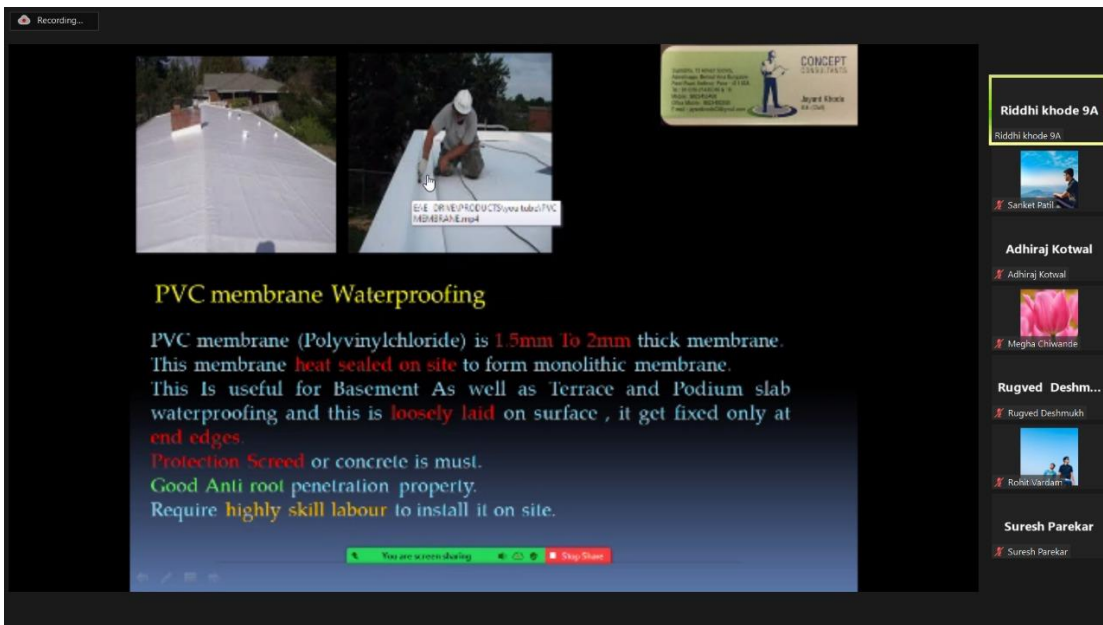 Recording...
CONCEPT
CONSULTANTS
Jayant Khode
PVC membrane Waterproofing
PVC membrane (Polyvinylchloride) is 1.5mm To 2mm thick membrane.
This membrane heat sealed on site to form monolithic membrane.
This Is useful for Basement As well as Terrace and Podium slab
waterproofing and this is loosely laid on surface , it get fixed only at
end edges.
Protection Screed or concrete is must.
Good Anti root penetration property.
Require highly skill labour to install it on site.
You are screen sharing
Stop Share
Riddhi khode 9A
Riddhi khode 9A
Sanket Patil
Adhiraj Kotwal
Adhiraj Kotwal
Megha Chiwande
Rugved Deshm...
Rugved Deshmukh
Rohit Vardam
Suresh Parekar
Suresh Parekar